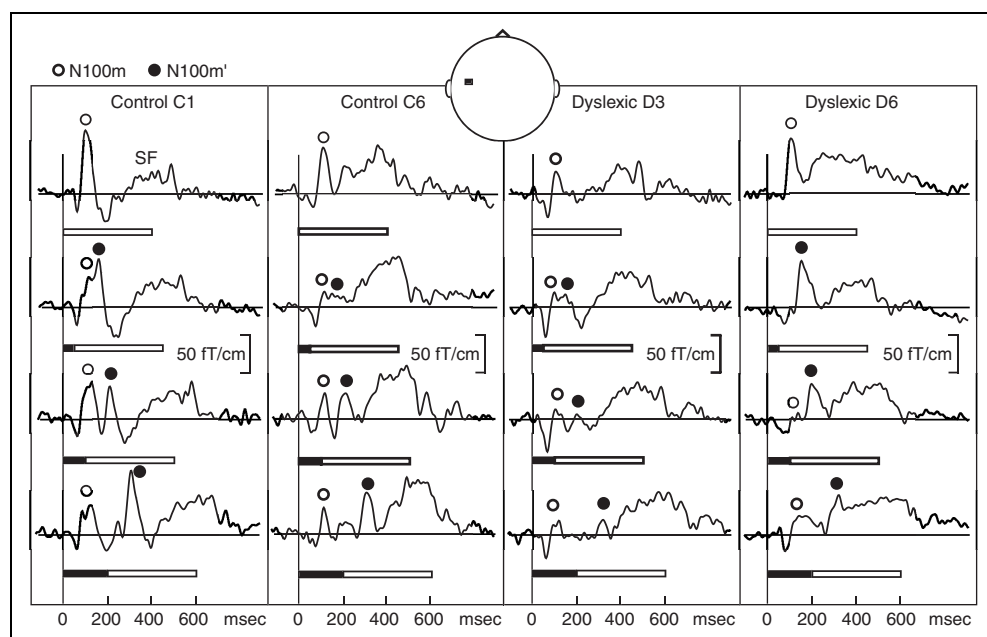 N100m N100m'
Control C1 Control C6 Dyslexic D3 Dyslexic D6
SF
50 fT/cm 50 fT/cm 50 fT/cm 50 fT/cm
0 200 400 600 msec 0 200 400 600 msec 0 200 400 600 msec 0 200 400 600 msec